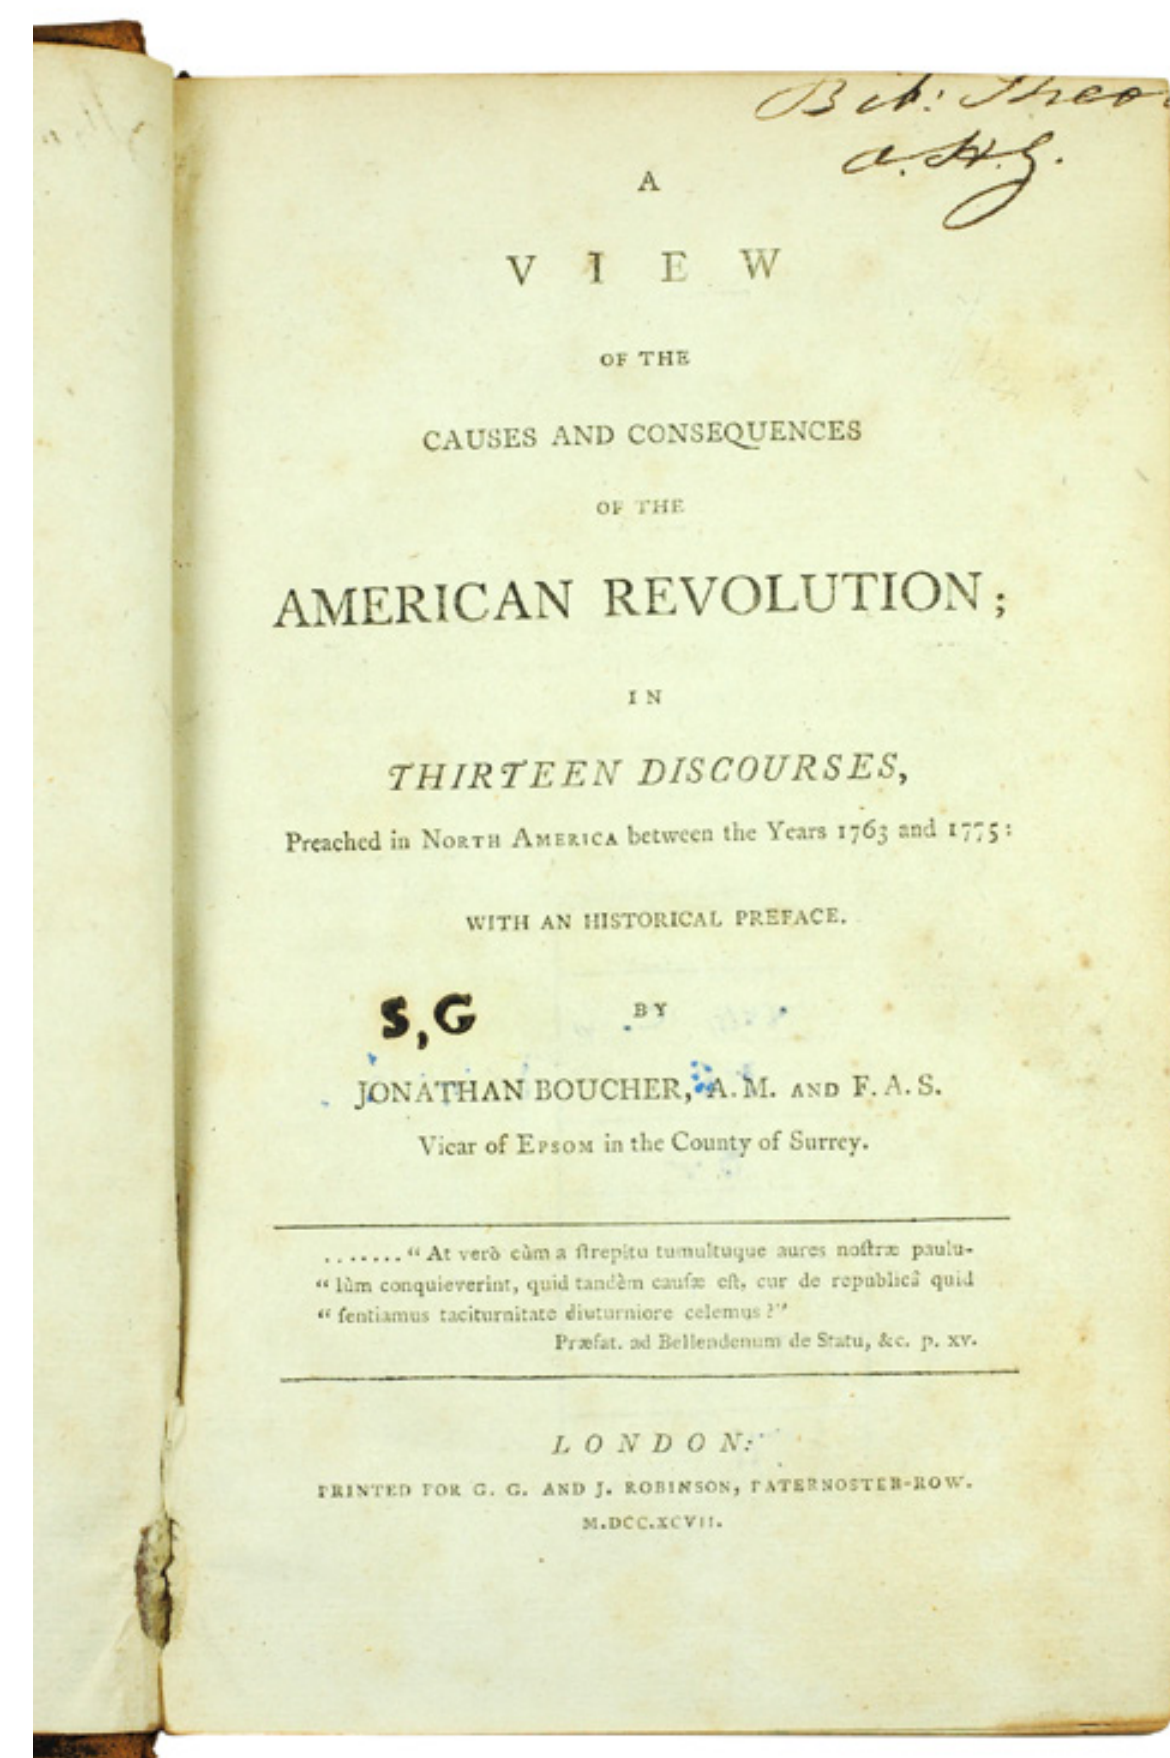 Bib: Theo
a. H. G.
A
VIEW
OF THE
CAUSES AND CONSEQUENCES
OF THE
AMERICAN REVOLUTION;
IN
THIRTEEN DISCOURSES,
Preached in NORTH AMERICA between the Years 1763 and 1775:
WITH AN HISTORICAL PREFACE.
S,G
BY
JONATHAN BOUCHER, A.M. AND F.A.S.
Vicar of EPSOM in the County of Surrey.
....... “ At verò cùm a ſtrepitu tumultuque aures noſtræ paulu-
“ lùm conquieverint, quid tandèm cauſæ eſt, cur de republicâ quid
“ ſentiamus taciturnitate diuturniore celemus?”
Præfat. ad Bellendenum de Statu, &c. p. xv.
LONDON:
PRINTED FOR G. G. AND J. ROBINSON, PATERNOSTER-ROW.
M.DCC.XCVII.